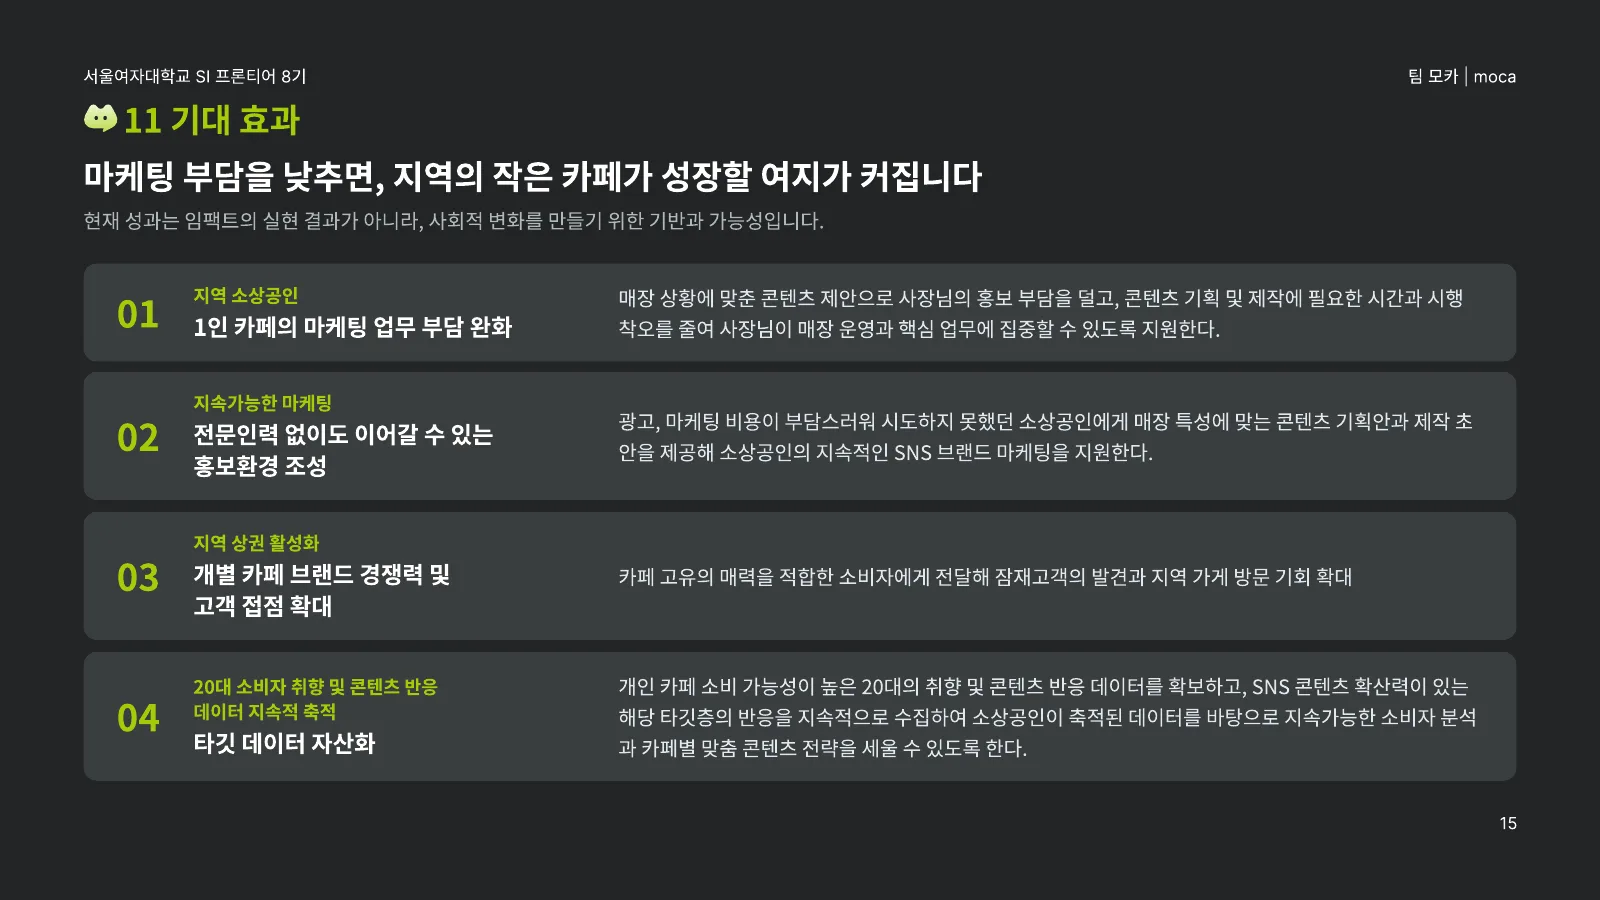 서울여자대학교 SI 프론티어 8기
팀 모카 | moca
11 기대 효과
마케팅 부담을 낮추면, 지역의 작은 카페가 성장할 여지가 커집니다
현재 성과는 임팩트의 실현 결과가 아니라, 사회적 변화를 만들기 위한 기반과 가능성입니다.
01
지역 소상공인
1인 카페의 마케팅 업무 부담 완화
매장 상황에 맞춘 콘텐츠 제안으로 사장님의 홍보 부담을 덜고, 콘텐츠 기획 및 제작에 필요한 시간과 시행
착오를 줄여 사장님이 매장 운영과 핵심 업무에 집중할 수 있도록 지원한다.
02
지속가능한 마케팅
전문인력 없이도 이어갈 수 있는
홍보환경 조성
광고, 마케팅 비용이 부담스러워 시도하지 못했던 소상공인에게 매장 특성에 맞는 콘텐츠 기획안과 제작 초
안을 제공해 소상공인의 지속적인 SNS 브랜드 마케팅을 지원한다.
03
지역 상권 활성화
개별 카페 브랜드 경쟁력 및
고객 접점 확대
카페 고유의 매력을 적합한 소비자에게 전달해 잠재고객의 발견과 지역 가게 방문 기회 확대
04
20대 소비자 취향 및 콘텐츠 반응
데이터 지속적 축적
타깃 데이터 자산화
개인 카페 소비 가능성이 높은 20대의 취향 및 콘텐츠 반응 데이터를 확보하고, SNS 콘텐츠 확산력이 있는
해당 타깃층의 반응을 지속적으로 수집하여 소상공인이 축적된 데이터를 바탕으로 지속가능한 소비자 분석
과 카페별 맞춤 콘텐츠 전략을 세울 수 있도록 한다.
15